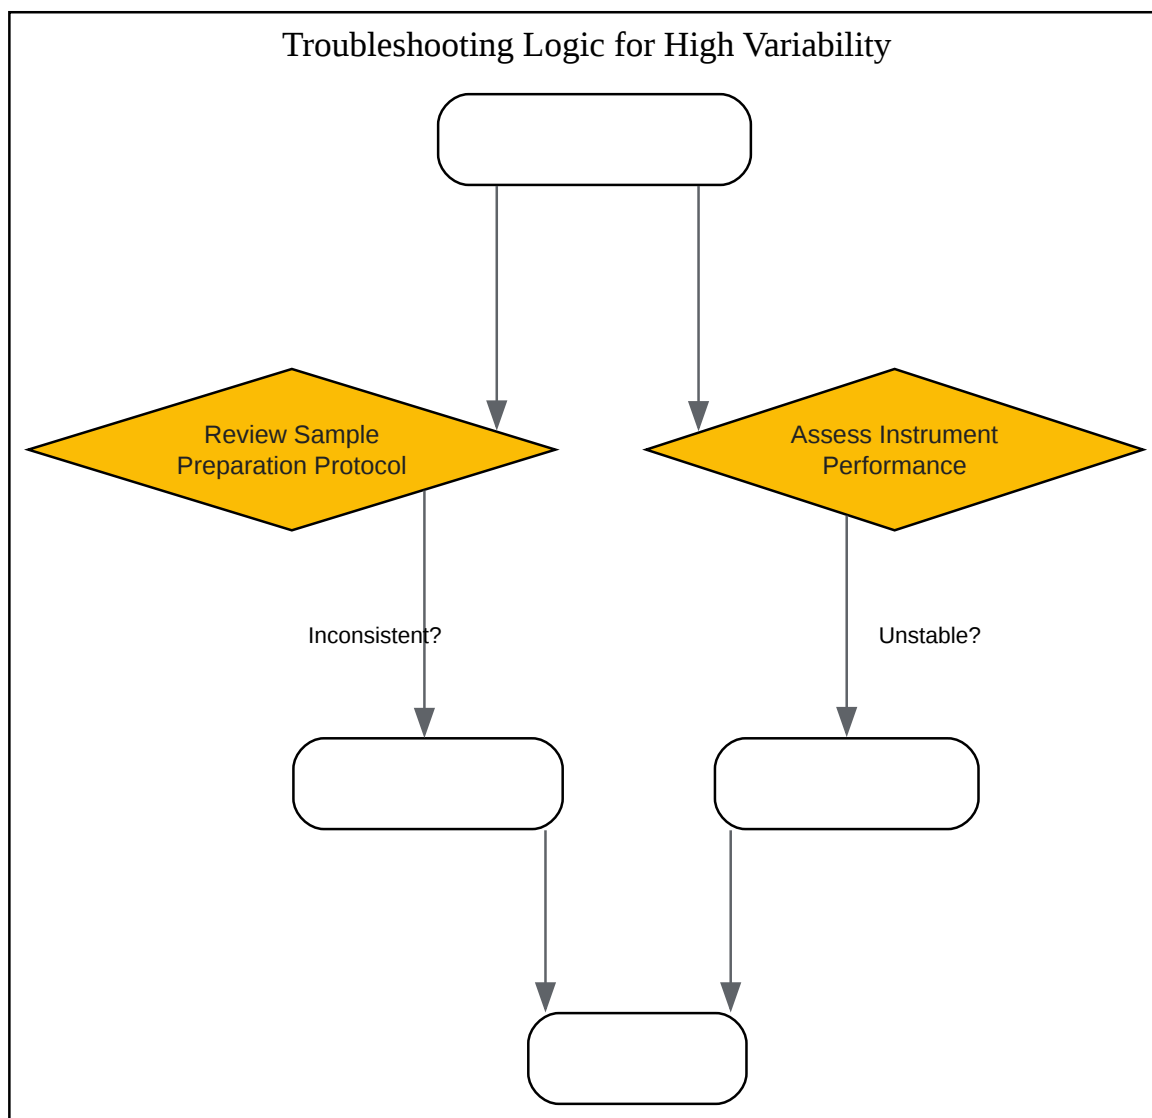 Troubleshooting Logic for High Variability
Review Sample
Preparation Protocol
Assess Instrument
Performance
Inconsistent?
Unstable?